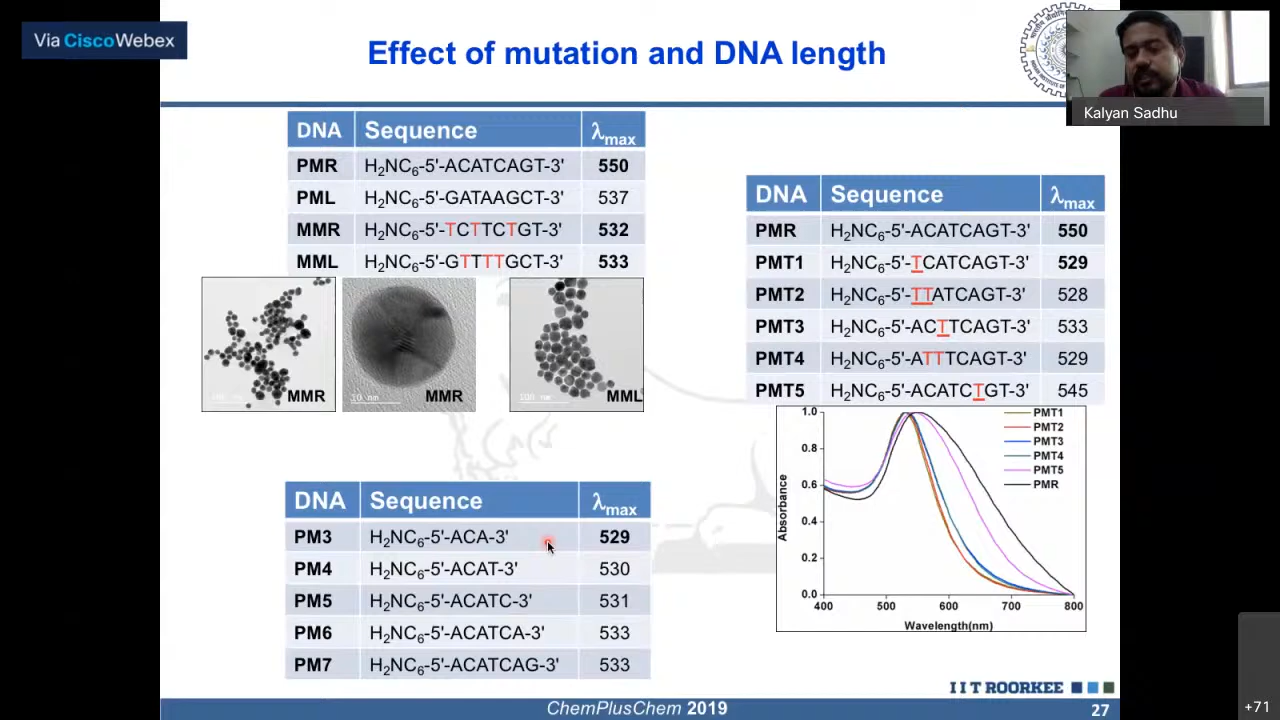 Via CiscoWebex
Effect of mutation and DNA length
Kalyan Sadhu
DNA Sequence λmax
PMR H2NC6-5'-ACATCAGT-3' 550
PML H2NC6-5'-GATAAGCT-3' 537
MMR H2NC6-5'-TCTTCTGT-3' 532
MML H2NC6-5'-GTTTTGCT-3' 533
MMR
10 nm
MMR
100 nm
MML
DNA Sequence λmax
PMR H2NC6-5'-ACATCAGT-3' 550
PMT1 H2NC6-5'-TCATCAGT-3' 529
PMT2 H2NC6-5'-TTATCAGT-3' 528
PMT3 H2NC6-5'-ACTTCAGT-3' 533
PMT4 H2NC6-5'-ATTTCAGT-3' 529
PMT5 H2NC6-5'-ACATCTGT-3' 545
1.0
0.8
0.6
0.4
0.2
0.0
Absorbance
400 500 600 700 800
Wavelength(nm)
PMT1
PMT2
PMT3
PMT4
PMT5
PMR
DNA Sequence λmax
PM3 H2NC6-5'-ACA-3' 529
PM4 H2NC6-5'-ACAT-3' 530
PM5 H2NC6-5'-ACATC-3' 531
PM6 H2NC6-5'-ACATCA-3' 533
PM7 H2NC6-5'-ACATCAG-3' 533
IIT ROORKEE
ChemPlusChem 2019
27
+71